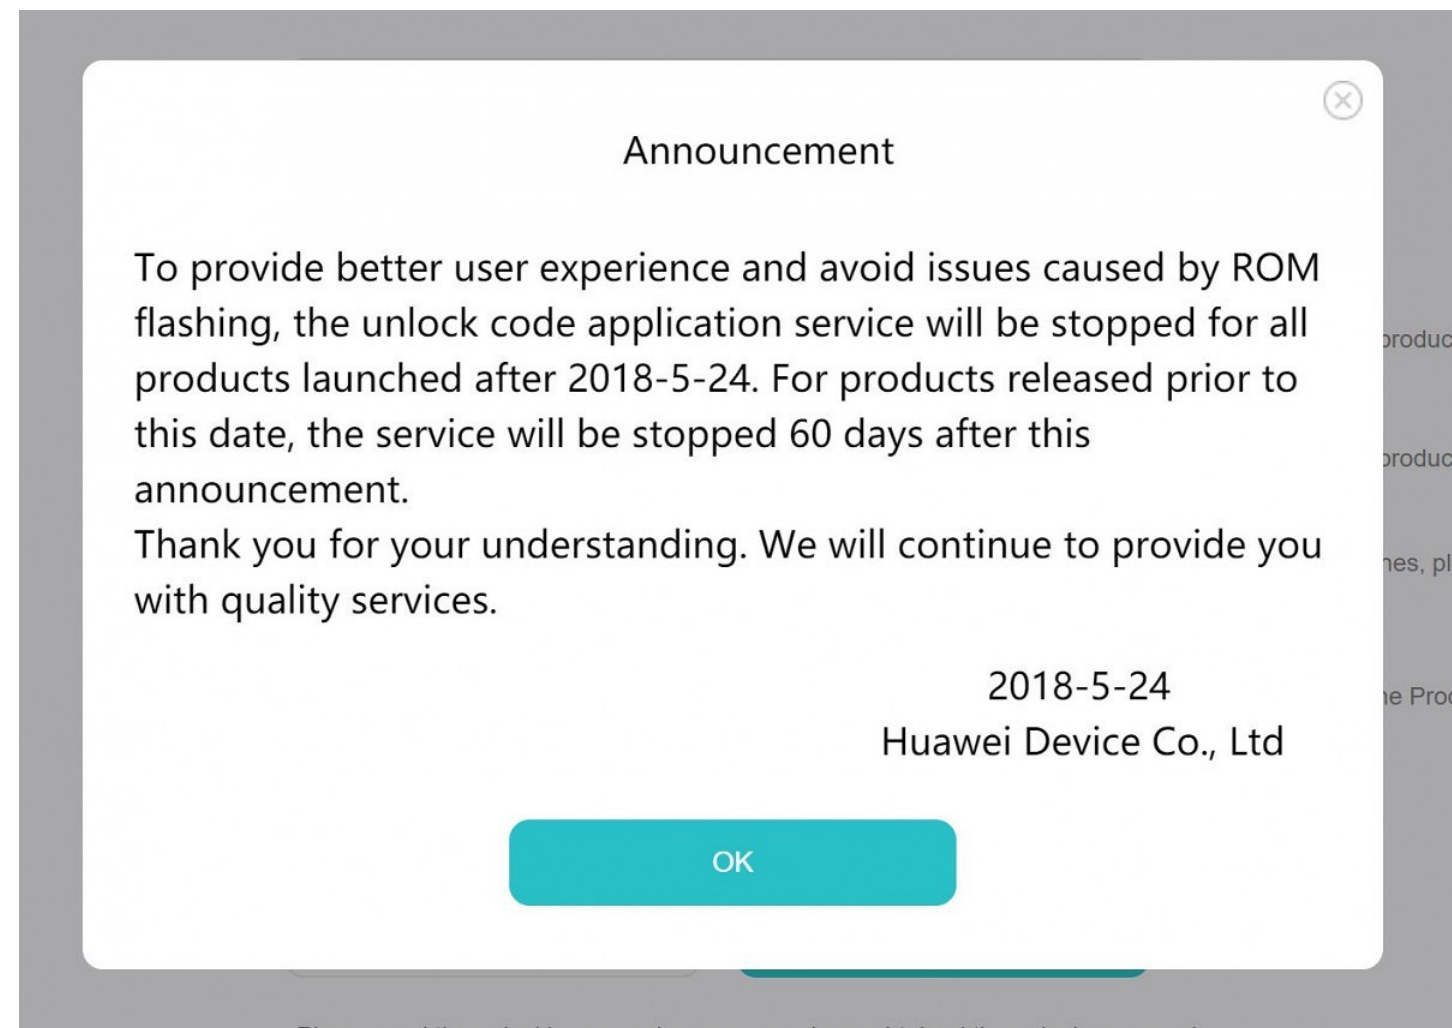 Announcement
To provide better user experience and avoid issues caused by ROM
flashing, the unlock code application service will be stopped for all
products launched after 2018-5-24. For products released prior to
this date, the service will be stopped 60 days after this
announcement.
Thank you for your understanding. We will continue to provide you
with quality services.
2018-5-24
Huawei Device Co., Ltd
OK